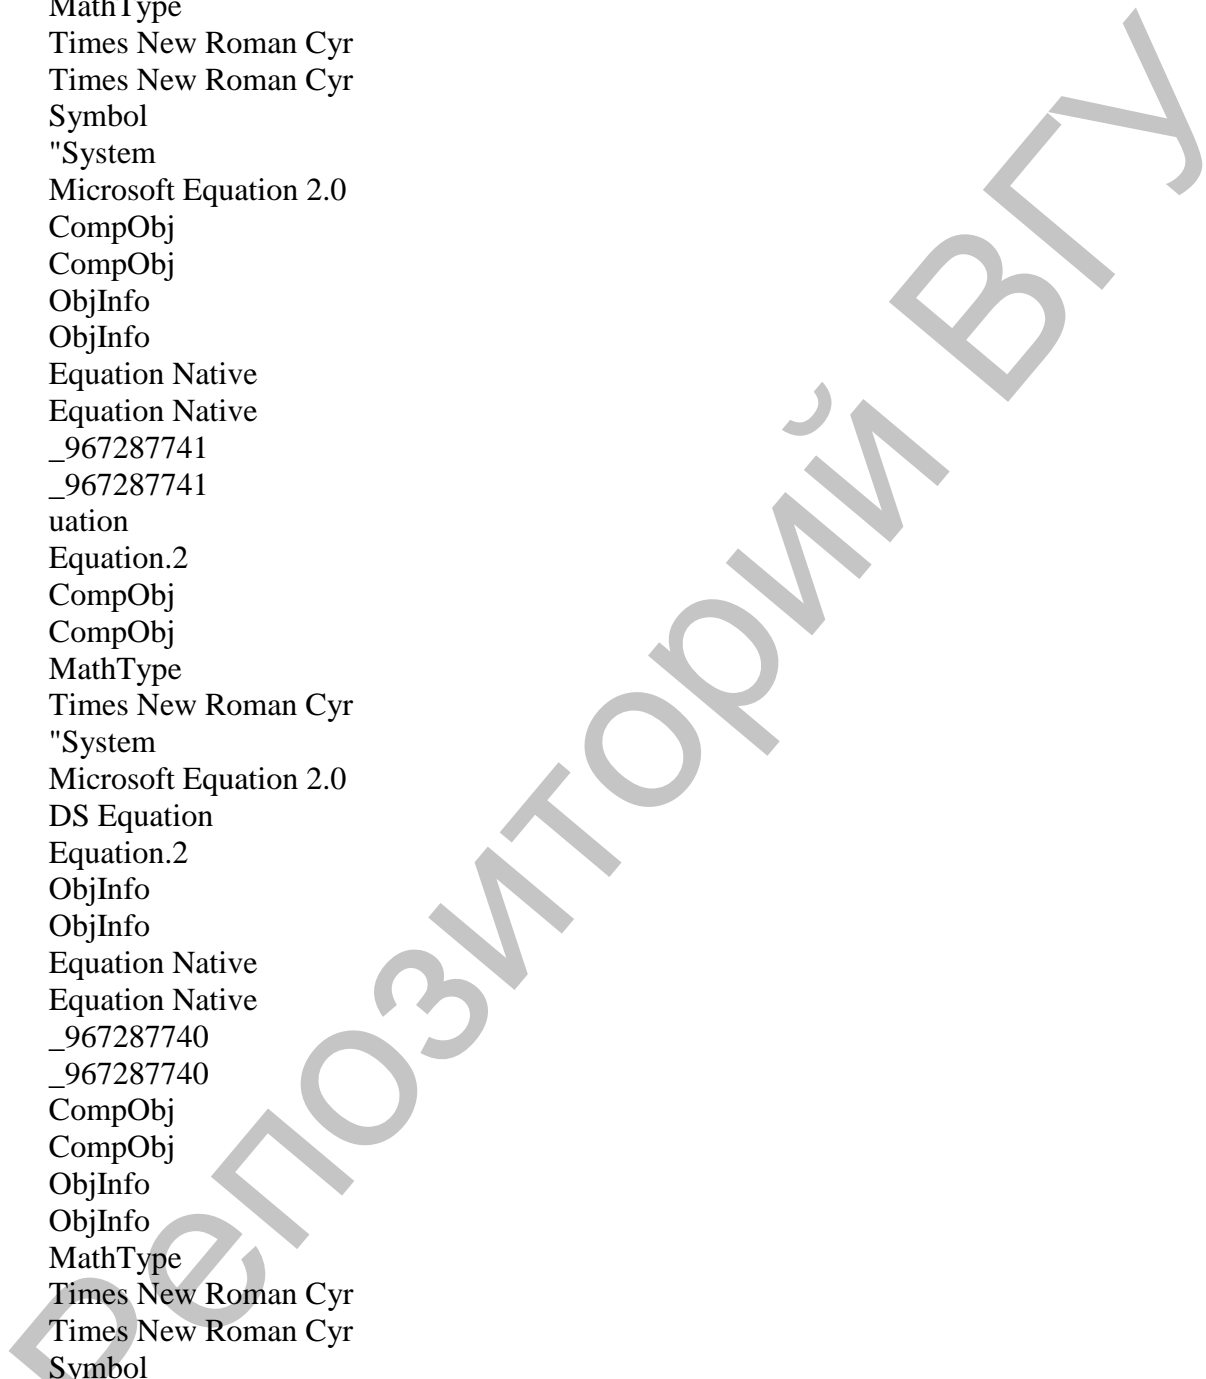 MathType
Times New Roman Cyr
Times New Roman Cyr
Symbol
"System
Microsoft Equation 2.0
CompObj
CompObj
ObjInfo
ObjInfo
Equation Native
Equation Native
_967287741
_967287741
uation
Equation.2
CompObj
CompObj
MathType
Times New Roman Cyr
"System
Microsoft Equation 2.0
DS Equation
Equation.2
ObjInfo
ObjInfo
Equation Native
Equation Native
_967287740
_967287740
CompObj
CompObj
ObjInfo
ObjInfo
MathType
Times New Roman Cyr
Times New Roman Cyr
Symbol
Репозиторий ВГУ